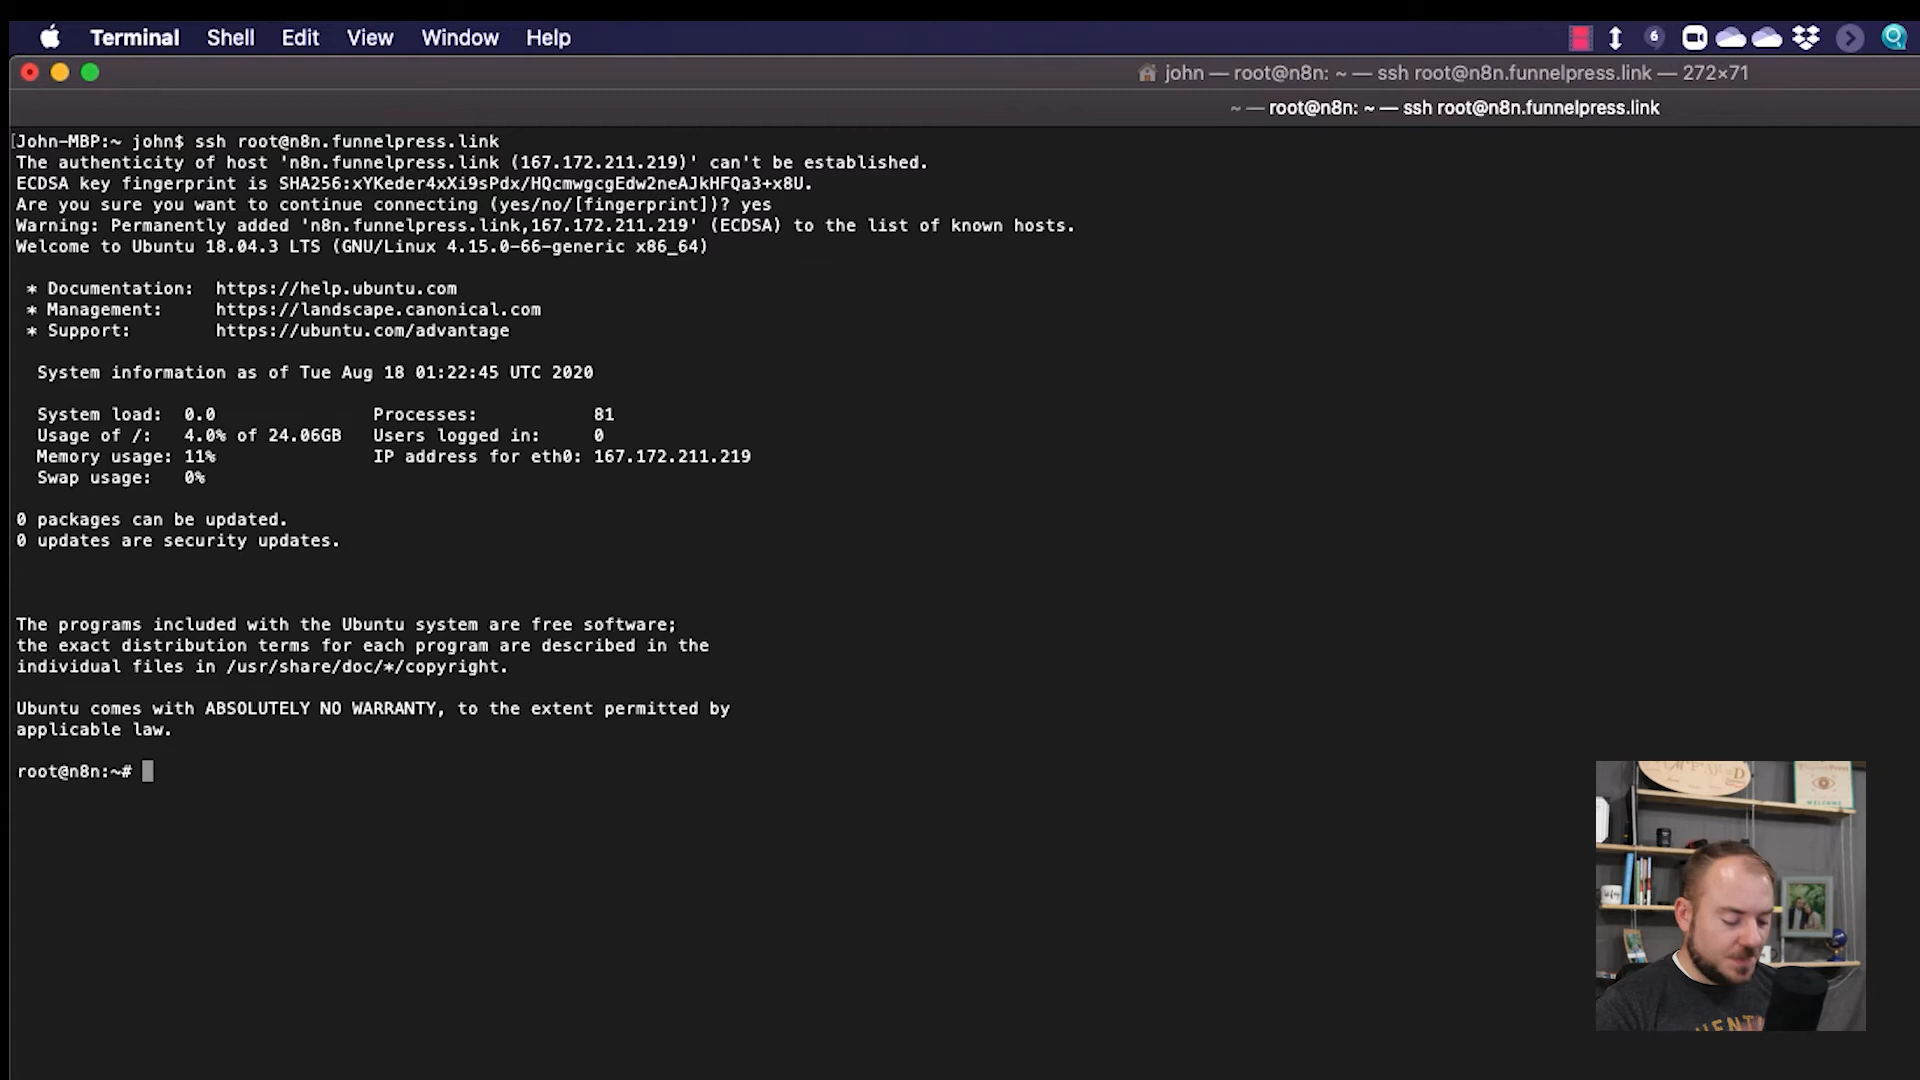 Terminal Shell Edit View Window Help
6
john — root@n8n: ~ — ssh root@n8n.funnelpress.link — 272×71
~ — root@n8n: ~ — ssh root@n8n.funnelpress.link
[John-MBP:~ john$ ssh root@n8n.funnelpress.link
The authenticity of host 'n8n.funnelpress.link (167.172.211.219)' can't be established.
ECDSA key fingerprint is SHA256:xYKeder4xXi9sPdx/HQcmwgcgEdw2neAJkHFQa3+x8U.
Are you sure you want to continue connecting (yes/no/[fingerprint])? yes
Warning: Permanently added 'n8n.funnelpress.link,167.172.211.219' (ECDSA) to the list of known hosts.
Welcome to Ubuntu 18.04.3 LTS (GNU/Linux 4.15.0-66-generic x86_64)
* Documentation: https://help.ubuntu.com
* Management: https://landscape.canonical.com
* Support: https://ubuntu.com/advantage
System information as of Tue Aug 18 01:22:45 UTC 2020
System load: 0.0 Processes: 81
Usage of /: 4.0% of 24.06GB Users logged in: 0
Memory usage: 11% IP address for eth0: 167.172.211.219
Swap usage: 0%
0 packages can be updated.
0 updates are security updates.
The programs included with the Ubuntu system are free software;
the exact distribution terms for each program are described in the
individual files in /usr/share/doc/*/copyright.
Ubuntu comes with ABSOLUTELY NO WARRANTY, to the extent permitted by
applicable law.
root@n8n:~#
WELCOME